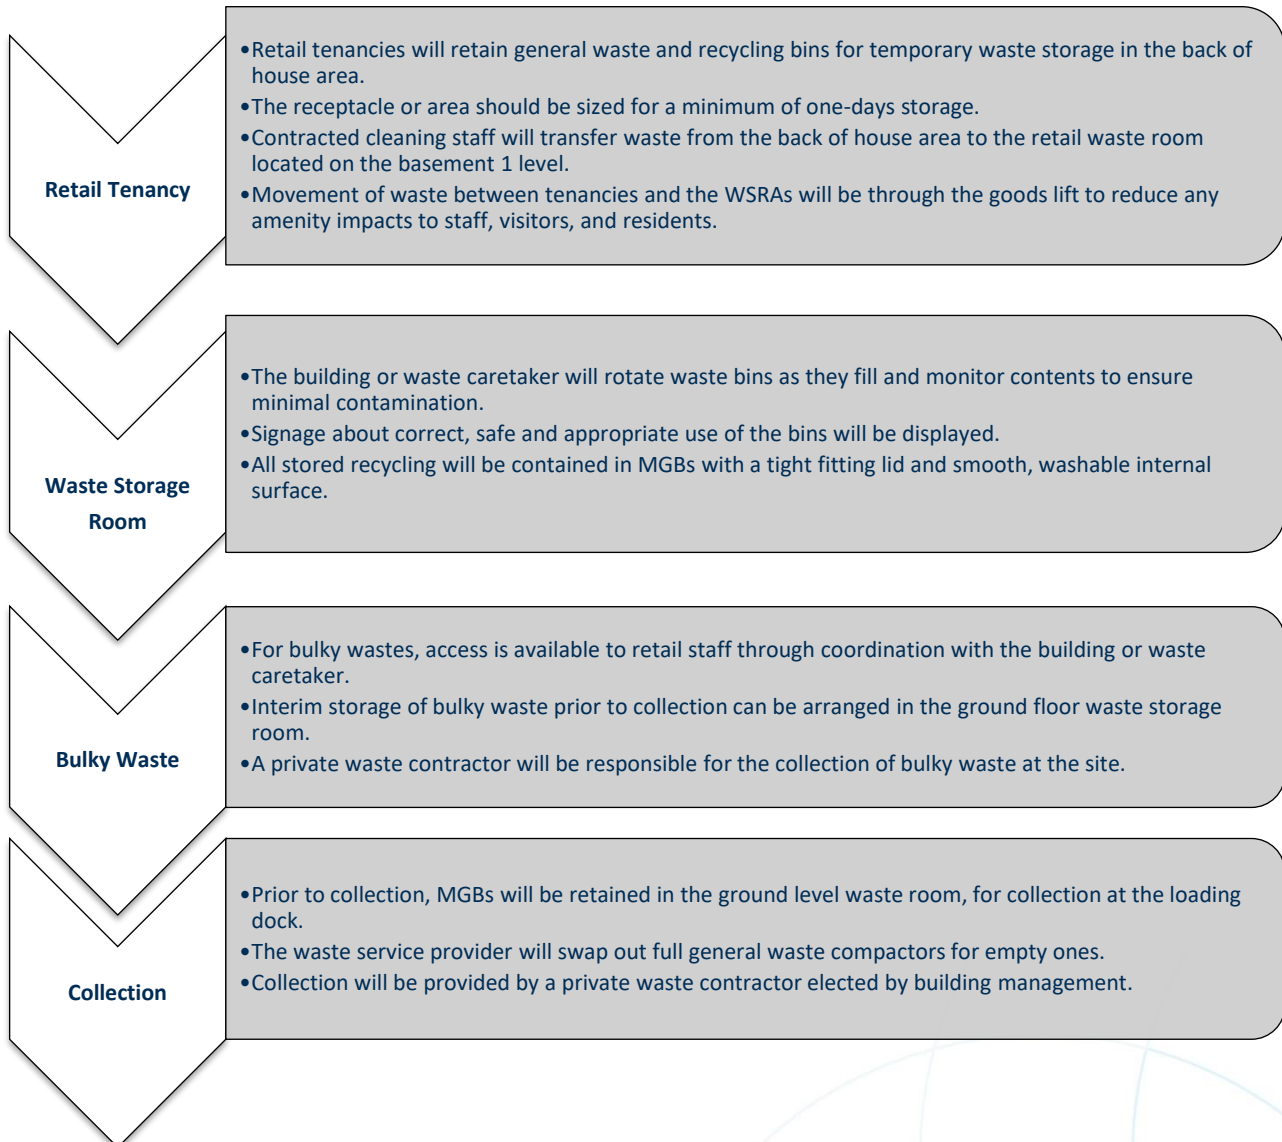 •Retail tenancies will retain general waste and recycling bins for temporary waste storage in the back of
house area.
•The receptacle or area should be sized for a minimum of one-days storage.
•Contracted cleaning staff will transfer waste from the back of house area to the retail waste room
located on the basement 1 level.
•Movement of waste between tenancies and the WSRAs will be through the goods lift to reduce any
amenity impacts to staff, visitors, and residents.
Retail Tenancy
•The building or waste caretaker will rotate waste bins as they fill and monitor contents to ensure
minimal contamination.
•Signage about correct, safe and appropriate use of the bins will be displayed.
•All stored recycling will be contained in MGBs with a tight fitting lid and smooth, washable internal
surface.
Waste Storage
Room
•For bulky wastes, access is available to retail staff through coordination with the building or waste
caretaker.
•Interim storage of bulky waste prior to collection can be arranged in the ground floor waste storage
room.
•A private waste contractor will be responsible for the collection of bulky waste at the site.
Bulky Waste
•Prior to collection, MGBs will be retained in the ground level waste room, for collection at the loading
dock.
•The waste service provider will swap out full general waste compactors for empty ones.
•Collection will be provided by a private waste contractor elected by building management.
Collection